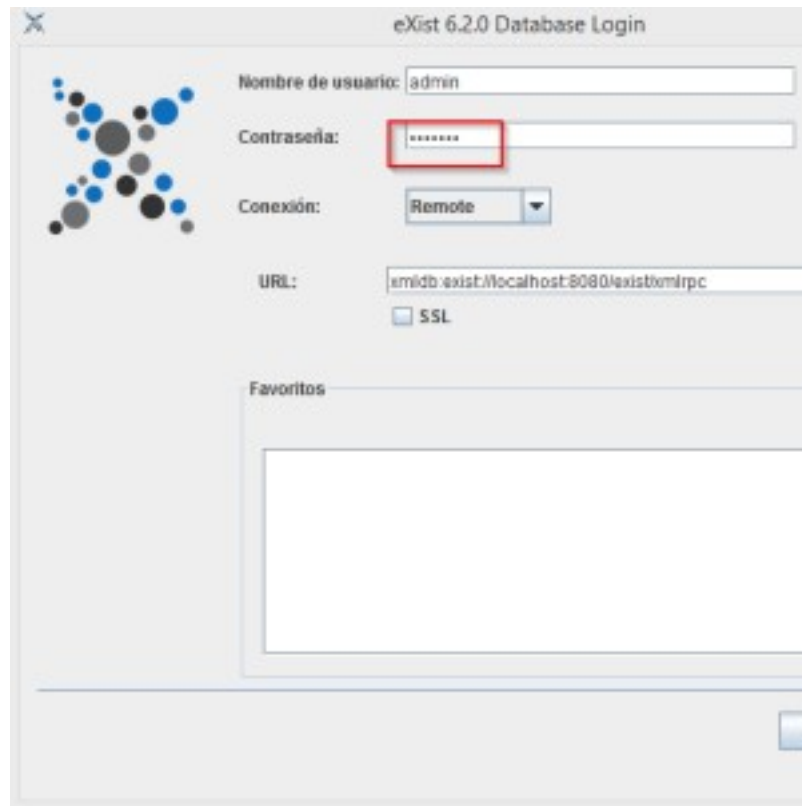 eXist 6.2.0 Database Login
Nombre de usuario: admin
Contraseña: •••••••
Conexión: Remote
URL: xmldb:exist://localhost:8080/exist/xmlrpc
SSL
Favoritos